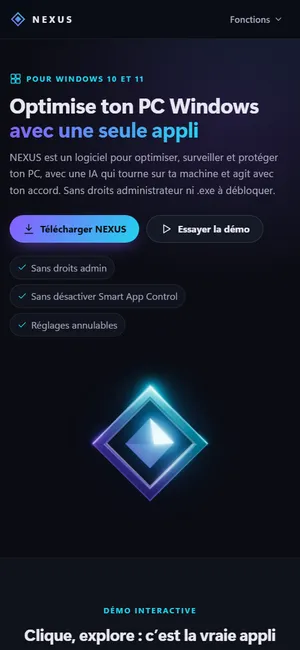 NEXUS
Fonctions
POUR WINDOWS 10 ET 11
Optimise ton PC Windows
avec une seule appli
NEXUS est un logiciel pour optimiser, surveiller et protéger
ton PC, avec une IA qui tourne sur ta machine et agit avec
ton accord. Sans droits administrateur ni .exe à débloquer.
Télécharger NEXUS
Essayer la démo
Sans droits admin
Sans désactiver Smart App Control
Réglages annulables
DÉMO INTERACTIVE
Clique, explore : c’est la vraie appli